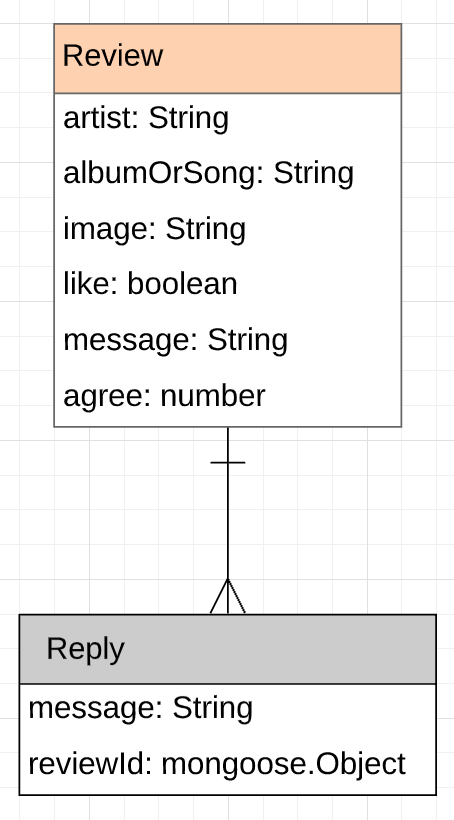 Review
artist: String
albumOrSong: String
image: String
like: boolean
message: String
agree: number
Reply
message: String
reviewId: mongoose.Object